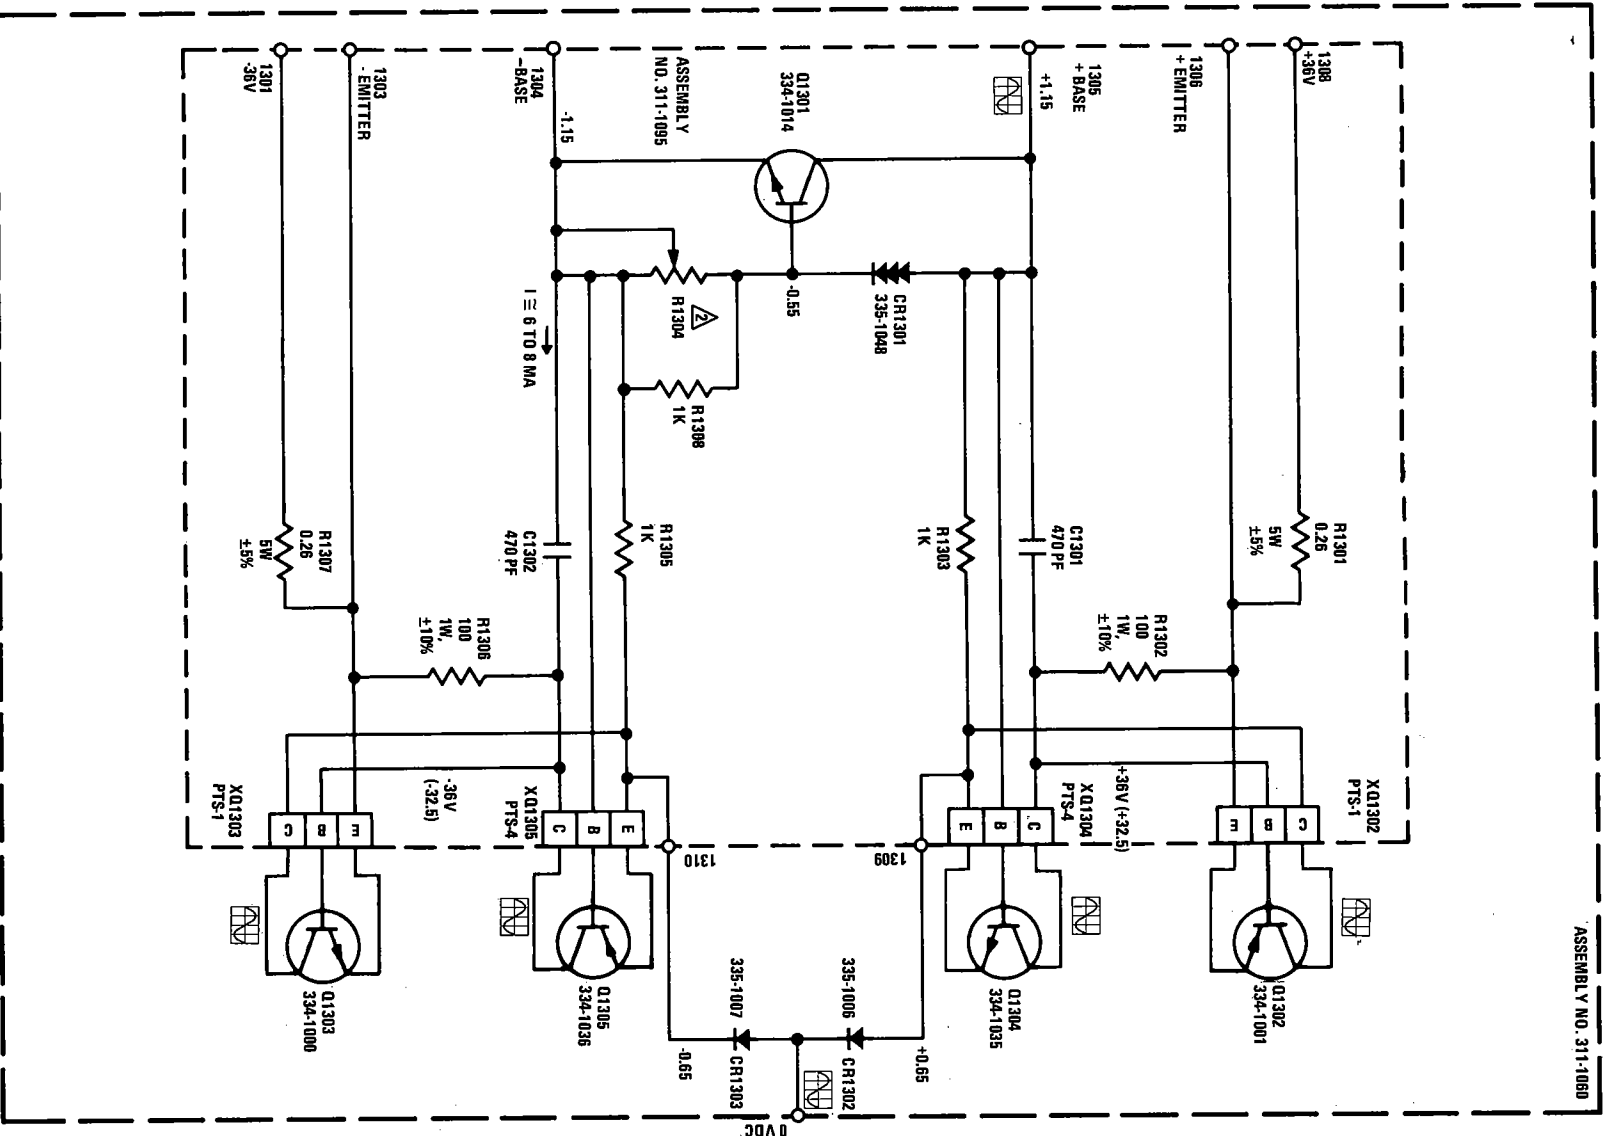 1301
-36V
1303
- EMITTER
1304
-BASE
-1.15
ASSEMBLY
NO. 311-1095
Q1301
334-1014
+1.15
1305
+ BASE
1306
+ EMITTER
1308
+36V
I ≅ 6 TO 8 MA
R1304
2
-0.55
CR1301
335-1048
R1308
1K
R1307
0.26
5W
±5%
C1302
470 PF
R1305
1K
R1303
1K
C1301
470 PF
R1301
0.26
5W
±5%
R1306
100
1W,
±10%
R1302
100
1W,
±10%
XQ1303
PTS-1
-36V
(-32.5)
XQ1305
PTS-4
XQ1304
PTS-4
+36V (+32.5)
XQ1302
PTS-1
C
B
E
C
B
E
E
B
C
E
B
C
1310
1309
Q1303
334-1000
Q1305
334-1036
335-1007
CR1303
-0.65
335-1006
CR1302
+0.65
Q1304
334-1035
Q1302
334-1001
0 VDC
ASSEMBLY NO. 311-1060